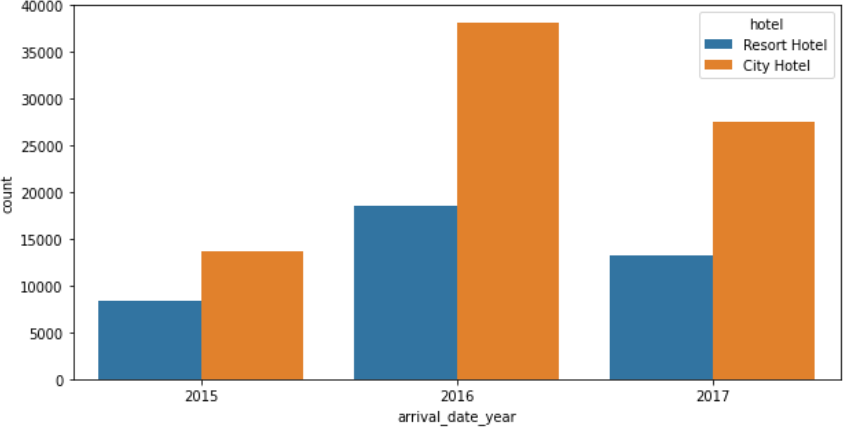 40000
35000
30000
25000
20000
15000
10000
5000
0
count
hotel
Resort Hotel
City Hotel
2015 2016 2017
arrival_date_year